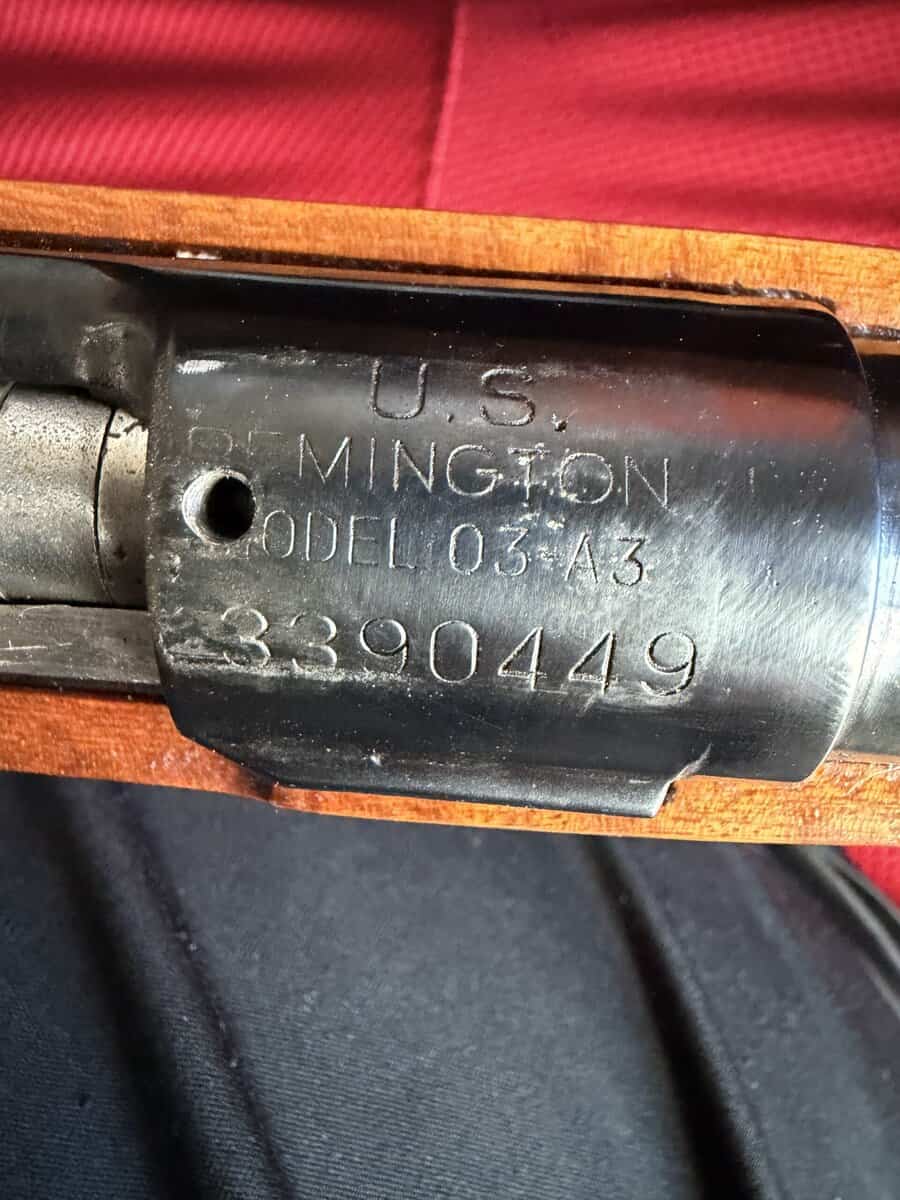 U.S.
REMINGTON
MODEL 03-A3
3390449